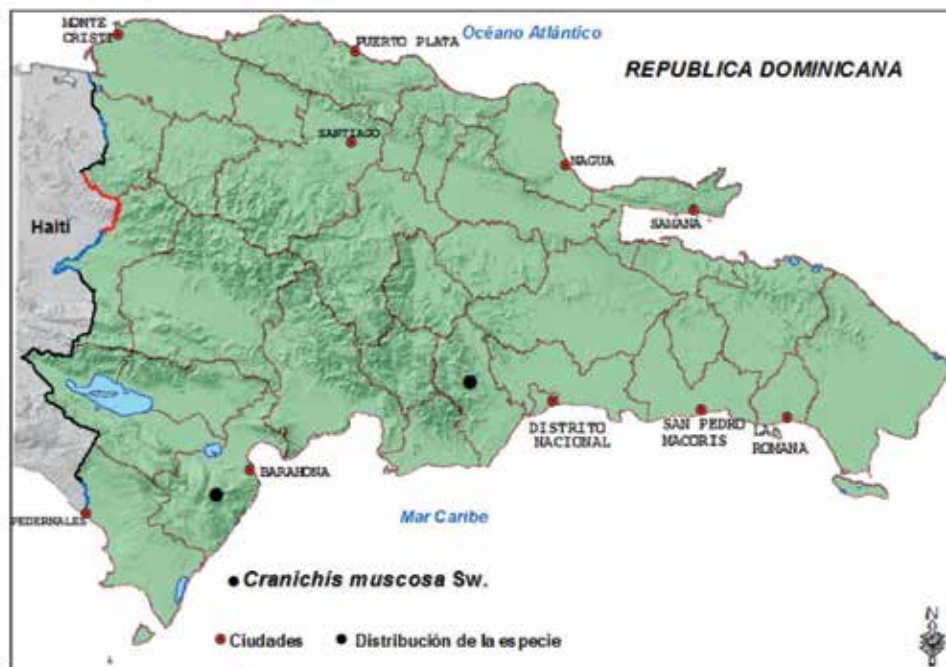 MONTE
CRISTI
Océano Atlántico
PUERTO PLATA
REPUBLICA DOMINICANA
SANTIAGO
NAGUA
SAMANA
Haití
DISTRITO
NACIONAL
SAN PEDRO
MACORIS
LA
ROMANA
BARAHONA
PEDERNALES
Mar Caribe
Cranichis muscosa Sw.
Ciudades
Distribución de la especie
N